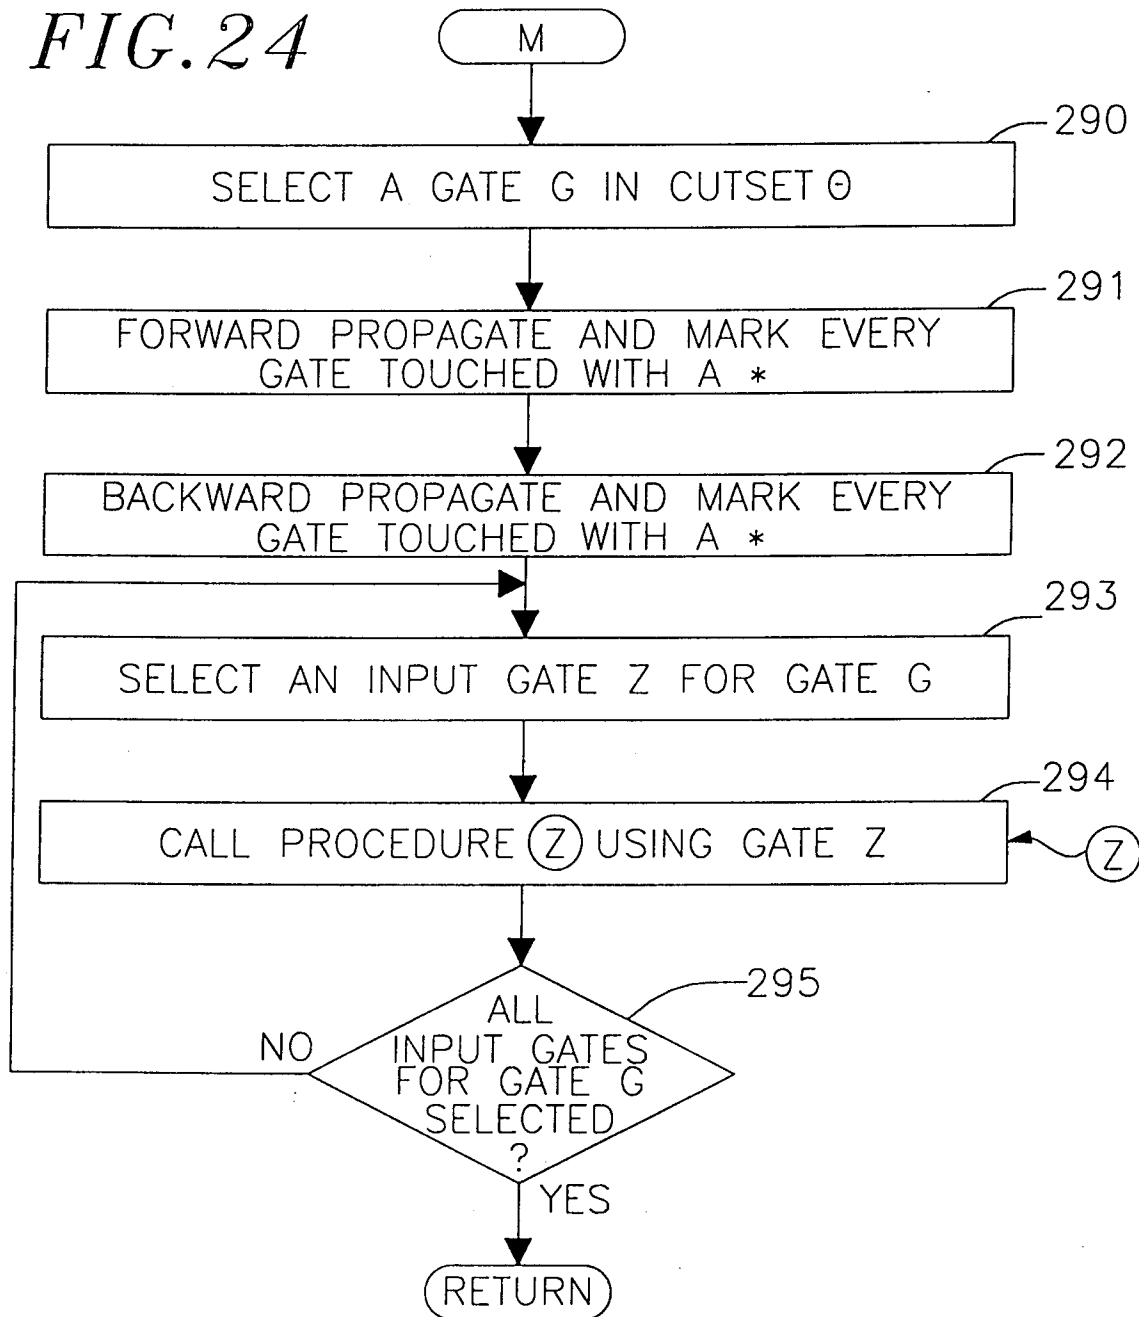 FIG.24
M
290
SELECT A GATE G IN CUTSET Θ
291
FORWARD PROPAGATE AND MARK EVERY
GATE TOUCHED WITH A *
292
BACKWARD PROPAGATE AND MARK EVERY
GATE TOUCHED WITH A *
293
SELECT AN INPUT GATE Z FOR GATE G
294
CALL PROCEDURE Z USING GATE Z
Z
295
ALL
INPUT GATES
FOR GATE G
SELECTED
?
NO
YES
RETURN